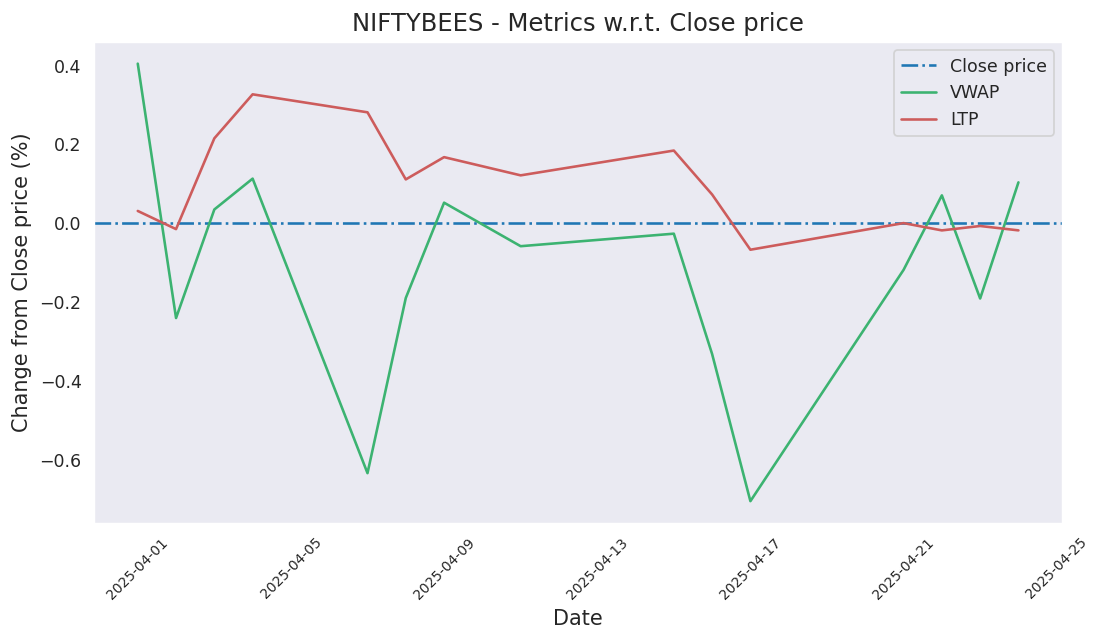 NIFTYBEES - Metrics w.r.t. Close price
Close price
VWAP
LTP
Change from Close price (%)
0.4
0.2
0.0
−0.2
−0.4
−0.6
2025-04-01
2025-04-05
2025-04-09
2025-04-13
2025-04-17
2025-04-21
2025-04-25
Date